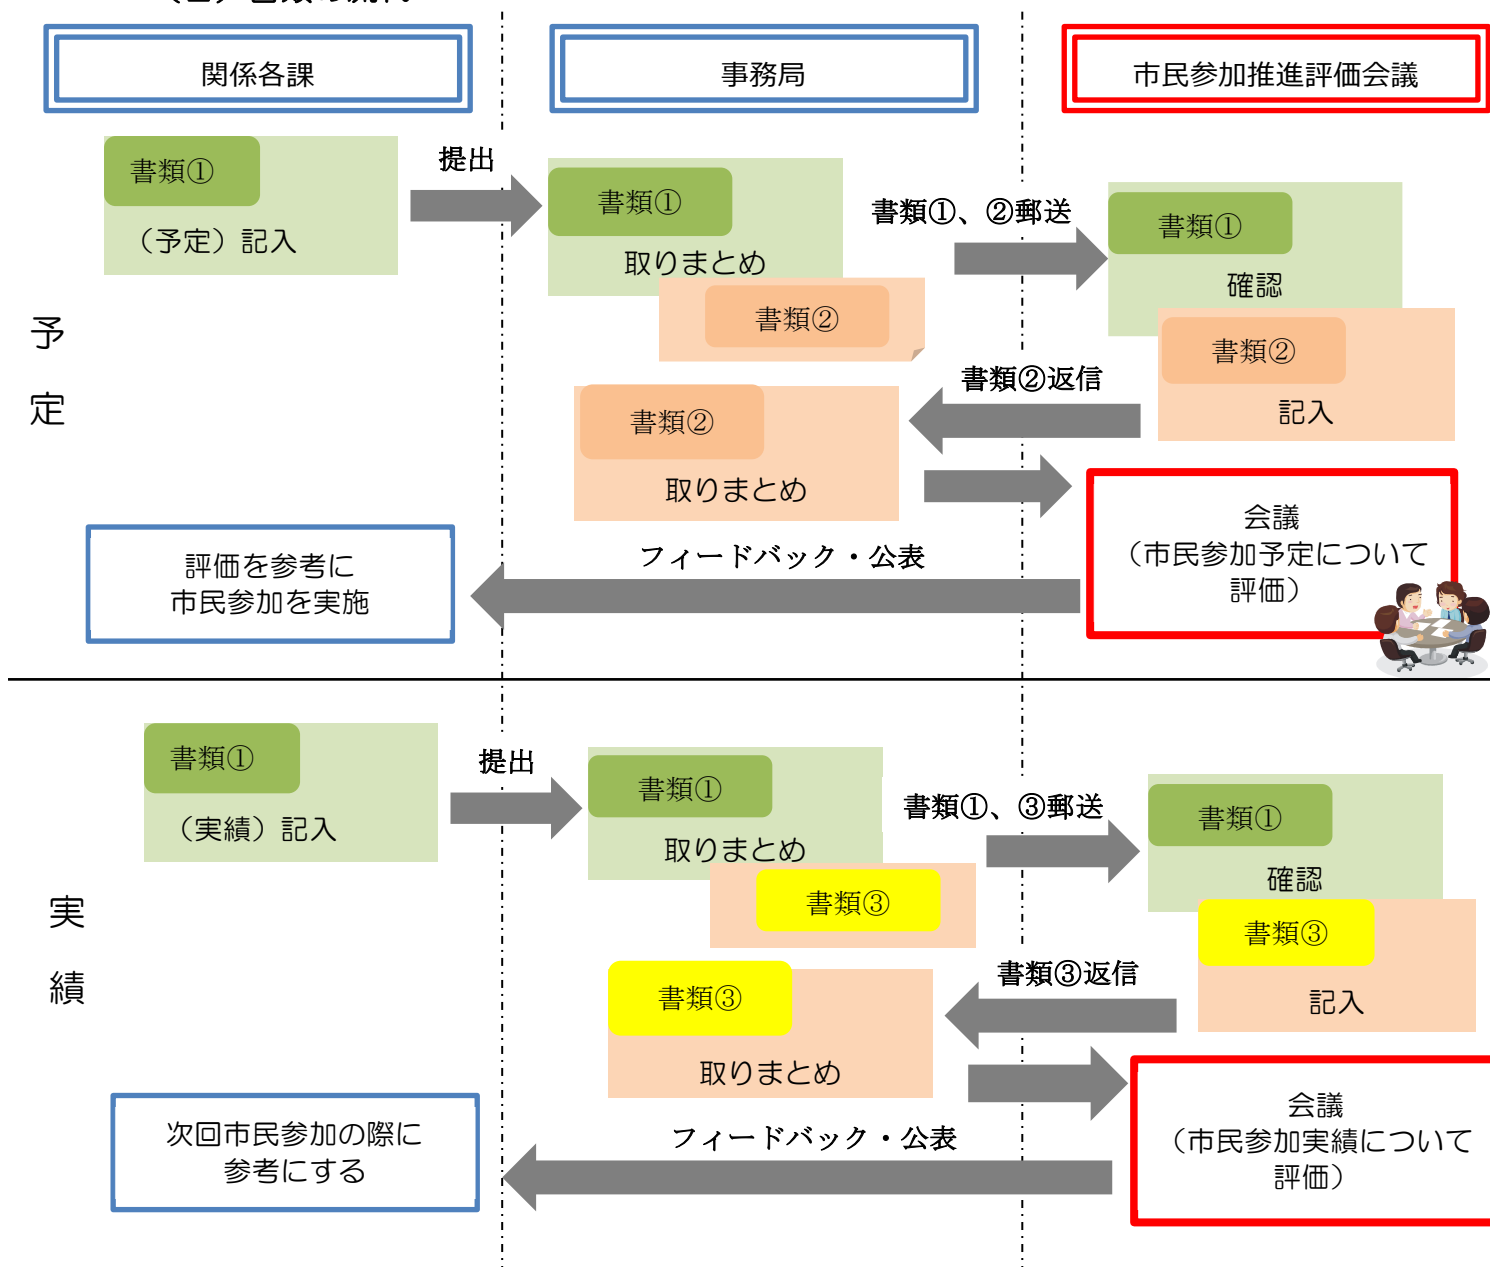 関係各課
事務局
市民参加推進評価会議
予
定
書類①
（予定）記入
提出
書類①
取りまとめ
書類②
書類①、②郵送
書類①
確認
書類②
記入
書類②返信
書類②
取りまとめ
会議
（市民参加予定について
評価）
フィードバック・公表
評価を参考に
市民参加を実施
実
績
書類①
（実績）記入
提出
書類①
取りまとめ
書類③
書類①、③郵送
書類①
確認
書類③
記入
書類③返信
書類③
取りまとめ
会議
（市民参加実績について
評価）
フィードバック・公表
次回市民参加の際に
参考にする